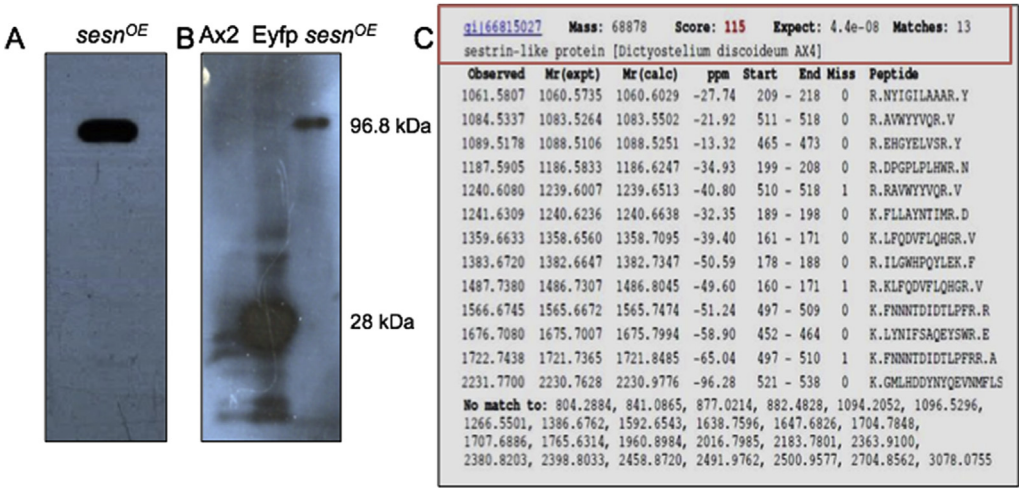 A
sesnOE
B Ax2 Eyfp sesnOE
96.8 kDa
28 kDa
C
gi|66815027 Mass: 68878 Score: 115 Expect: 4.4e-08 Matches: 13
sestrin-like protein [Dictyostelium discoideum AX4]
Observed Mr(expt) Mr(calc) ppm Start End Miss Peptide
1061.5807 1060.5735 1060.6029 -27.74 209 - 218 0 R.NYIGILAAAR.Y
1084.5337 1083.5264 1083.5502 -21.92 511 - 518 0 R.AVWYYVQR.V
1089.5178 1088.5106 1088.5251 -13.32 465 - 473 0 R.EHGYELVSR.Y
1187.5905 1186.5833 1186.6247 -34.93 199 - 208 0 R.DPGPLPLHWR.N
1240.6080 1239.6007 1239.6513 -40.80 510 - 518 1 R.RAVWYYVQR.V
1241.6309 1240.6236 1240.6638 -32.35 189 - 198 0 K.FLLAYNTIMR.D
1359.6633 1358.6560 1358.7095 -39.40 161 - 171 0 K.LFQDVFLQHGR.V
1383.6720 1382.6647 1382.7347 -50.59 178 - 188 0 R.ILGWHPQYLEK.F
1487.7380 1486.7307 1486.8045 -49.60 160 - 171 1 R.KLFQDVFLQHGR.V
1566.6745 1565.6672 1565.7474 -51.24 497 - 509 0 K.FNNNTDIDTLPFR.R
1676.7080 1675.7007 1675.7994 -58.90 452 - 464 0 K.LYNIFSAQEYSWR.E
1722.7438 1721.7365 1721.8485 -65.04 497 - 510 1 K.FNNNTDIDTLPFRR.A
2231.7700 2230.7628 2230.9776 -96.28 521 - 538 0 K.GMLHDDYNYQEVNMFLS
No match to: 804.2884, 841.0865, 877.0214, 882.4828, 1094.2052, 1096.5296,
1266.5501, 1386.6762, 1592.6543, 1638.7596, 1647.6826, 1704.7848,
1707.6886, 1765.6314, 1960.8984, 2016.7985, 2183.7801, 2363.9100,
2380.8203, 2398.8033, 2458.8720, 2491.9762, 2500.9577, 2704.8562, 3078.0755